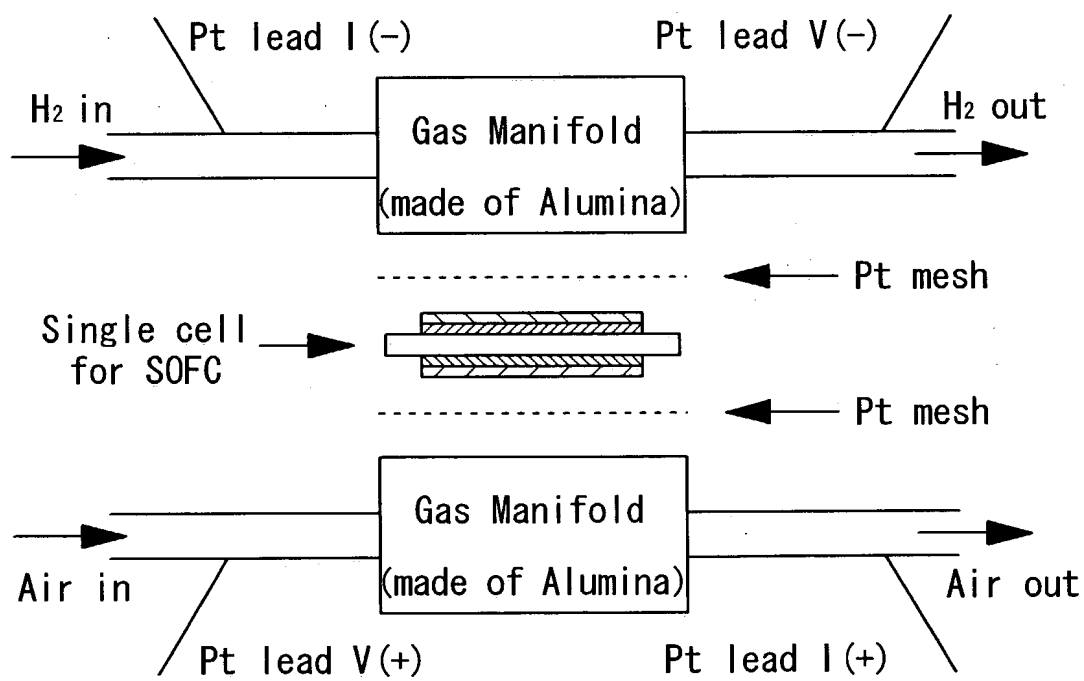 Pt lead I(-)
Pt lead V(-)
H2 in
H2 out
Gas Manifold
(made of Alumina)
Pt mesh
Single cell
for SOFC
Pt mesh
Gas Manifold
(made of Alumina)
Air in
Air out
Pt lead V(+)
Pt lead I(+)